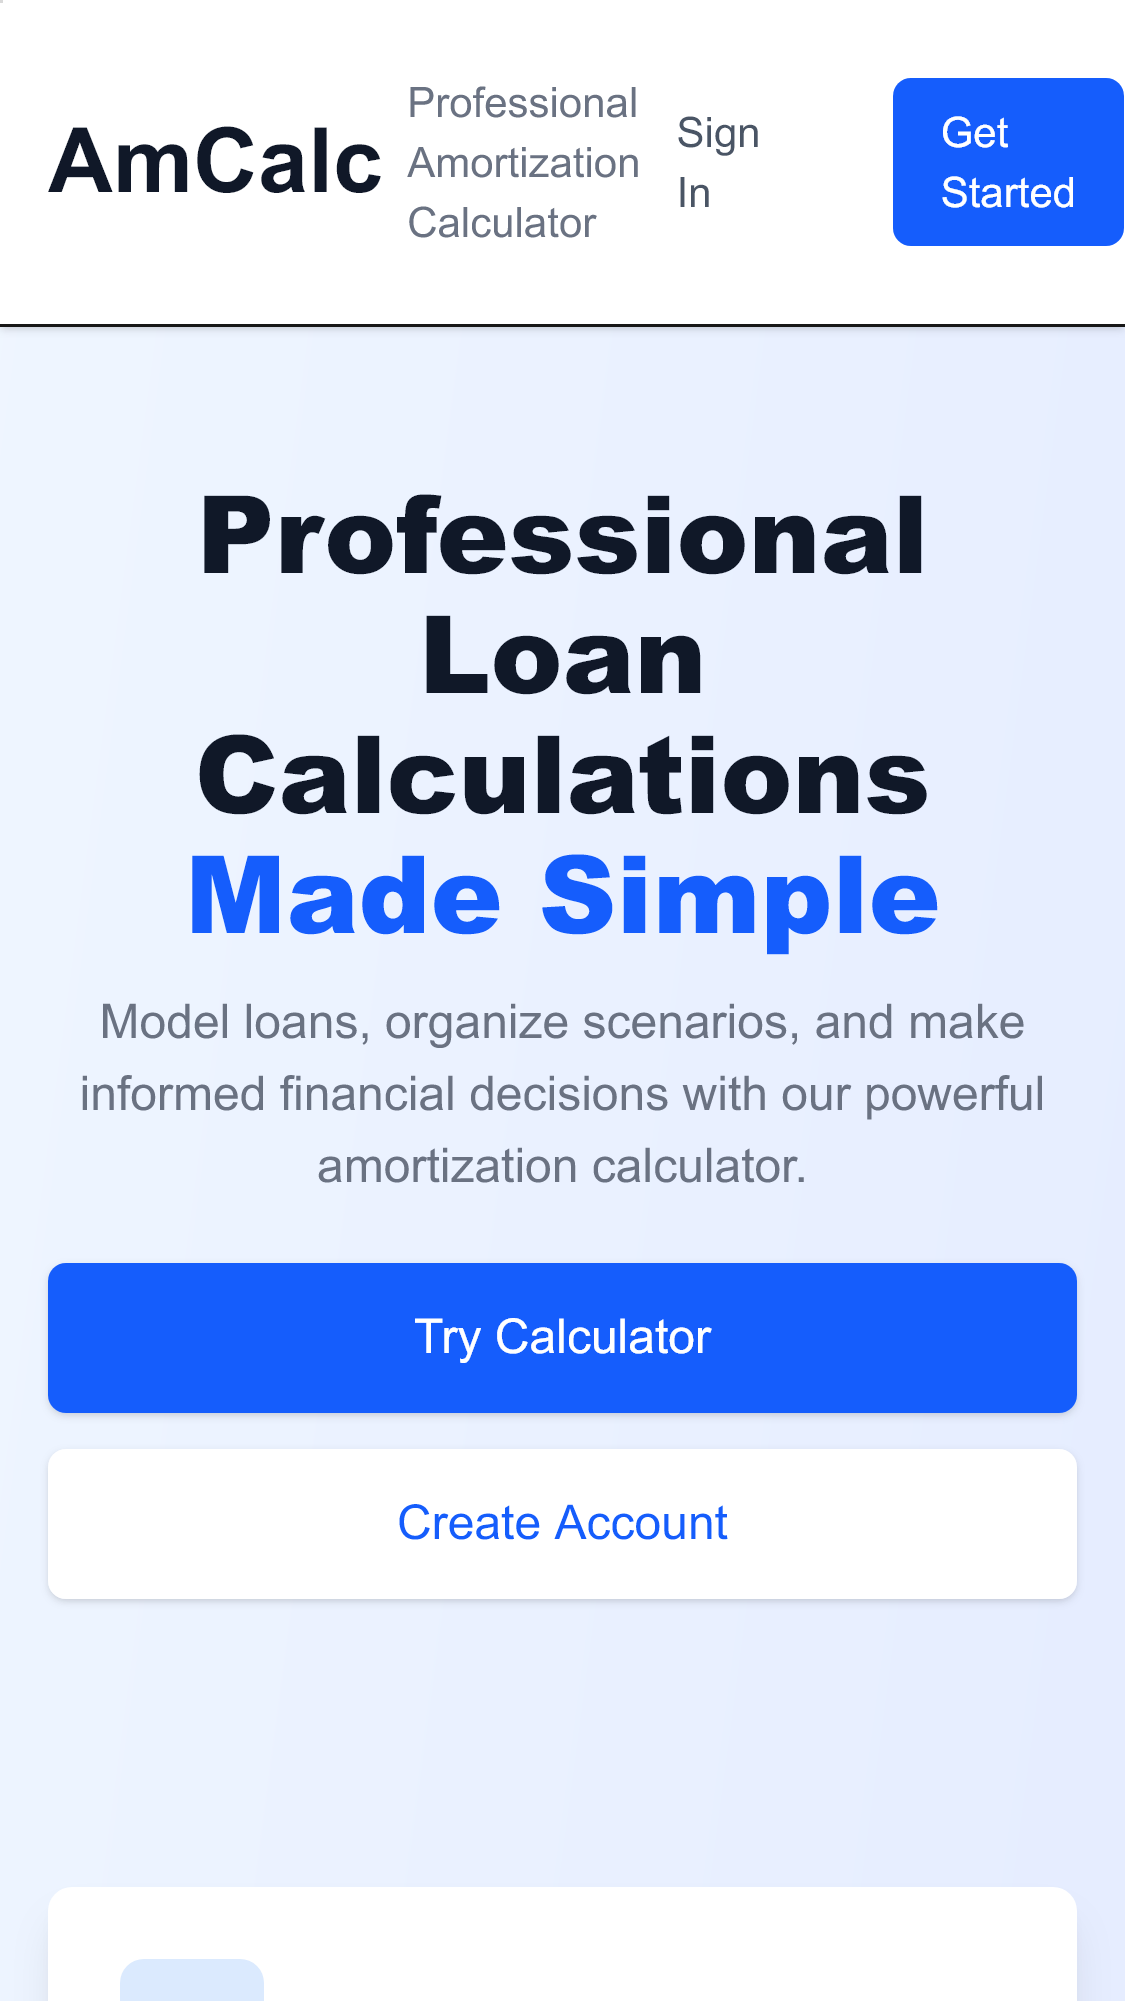 AmCalc
Professional
Amortization
Calculator
Sign
In
Get
Started
Professional
Loan
Calculations
Made Simple
Model loans, organize scenarios, and make
informed financial decisions with our powerful
amortization calculator.
Try Calculator
Create Account